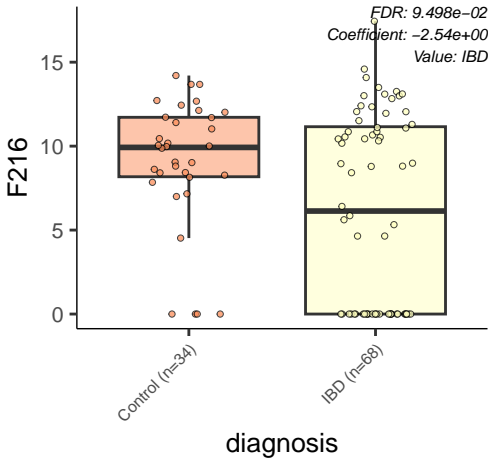 FDR: 9.498e−02
Coefficient: −2.54e+00
Value: IBD
15
10
5
0
F216
Control (n=34)
IBD (n=68)
diagnosis